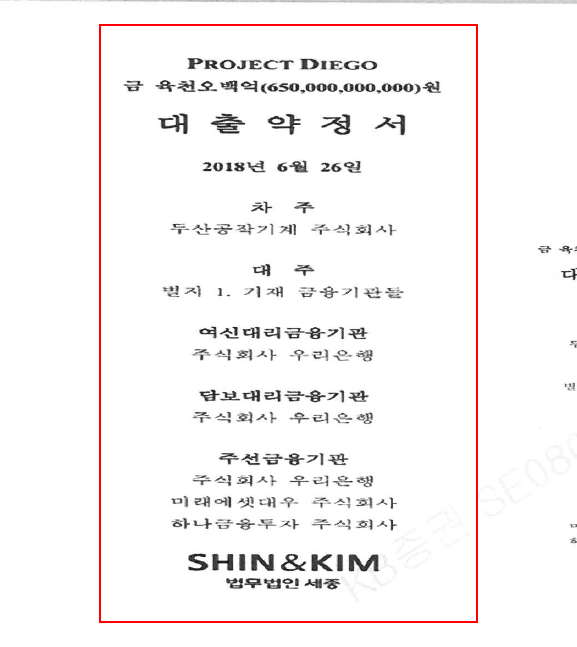 PROJECT DIEGO
금 육천오백억(650,000,000,000)원
대 출 약 정 서
2018년 6월 26일
차 주
두산공작기계 주식회사
대 주
별지 1. 기재 금융기관들
여신대리금융기관
주식회사 우리은행
담보대리금융기관
주식회사 우리은행
주선금융기관
주식회사 우리은행
미래에셋대우 주식회사
하나금융투자 주식회사
SHIN&KIM
법무법인 세종
KB증권 SE080
금 육
대
두
별
미